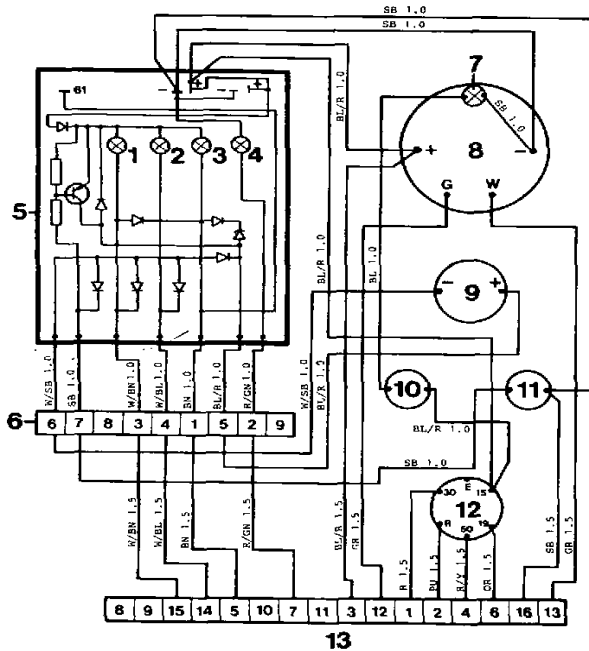 SB 1.0
SB 1.0
61
- + - +
BL/R 1.0
7
SB 1.0
+ 8 -
G W
1 2 3 4
5
BL/R 1.0
BL 1.0
- 9 +
W/SB 1.0
SB 1.0
W/BN 1.0
W/BL 1.0
BN 1.0
BL/R 1.0
R/GN 1.0
W/SB 1.0
BL/R 1.0
10
11
BL/R 1.0
6
6 7 8 3 4 1 5 2 9
SB 1.0
E
30 15
12
R 50 19
W/BN 1.5
W/BL 1.5
BN 1.5
R/GN 1.5
BL/R 1.5
GR 1.5
R 1.5
BU 1.5
R/Y 1.5
OR 1.5
SB 1.5
GR 1.5
8 9 15 14 5 10 7 11 3 12 1 2 4 6 16 13
13